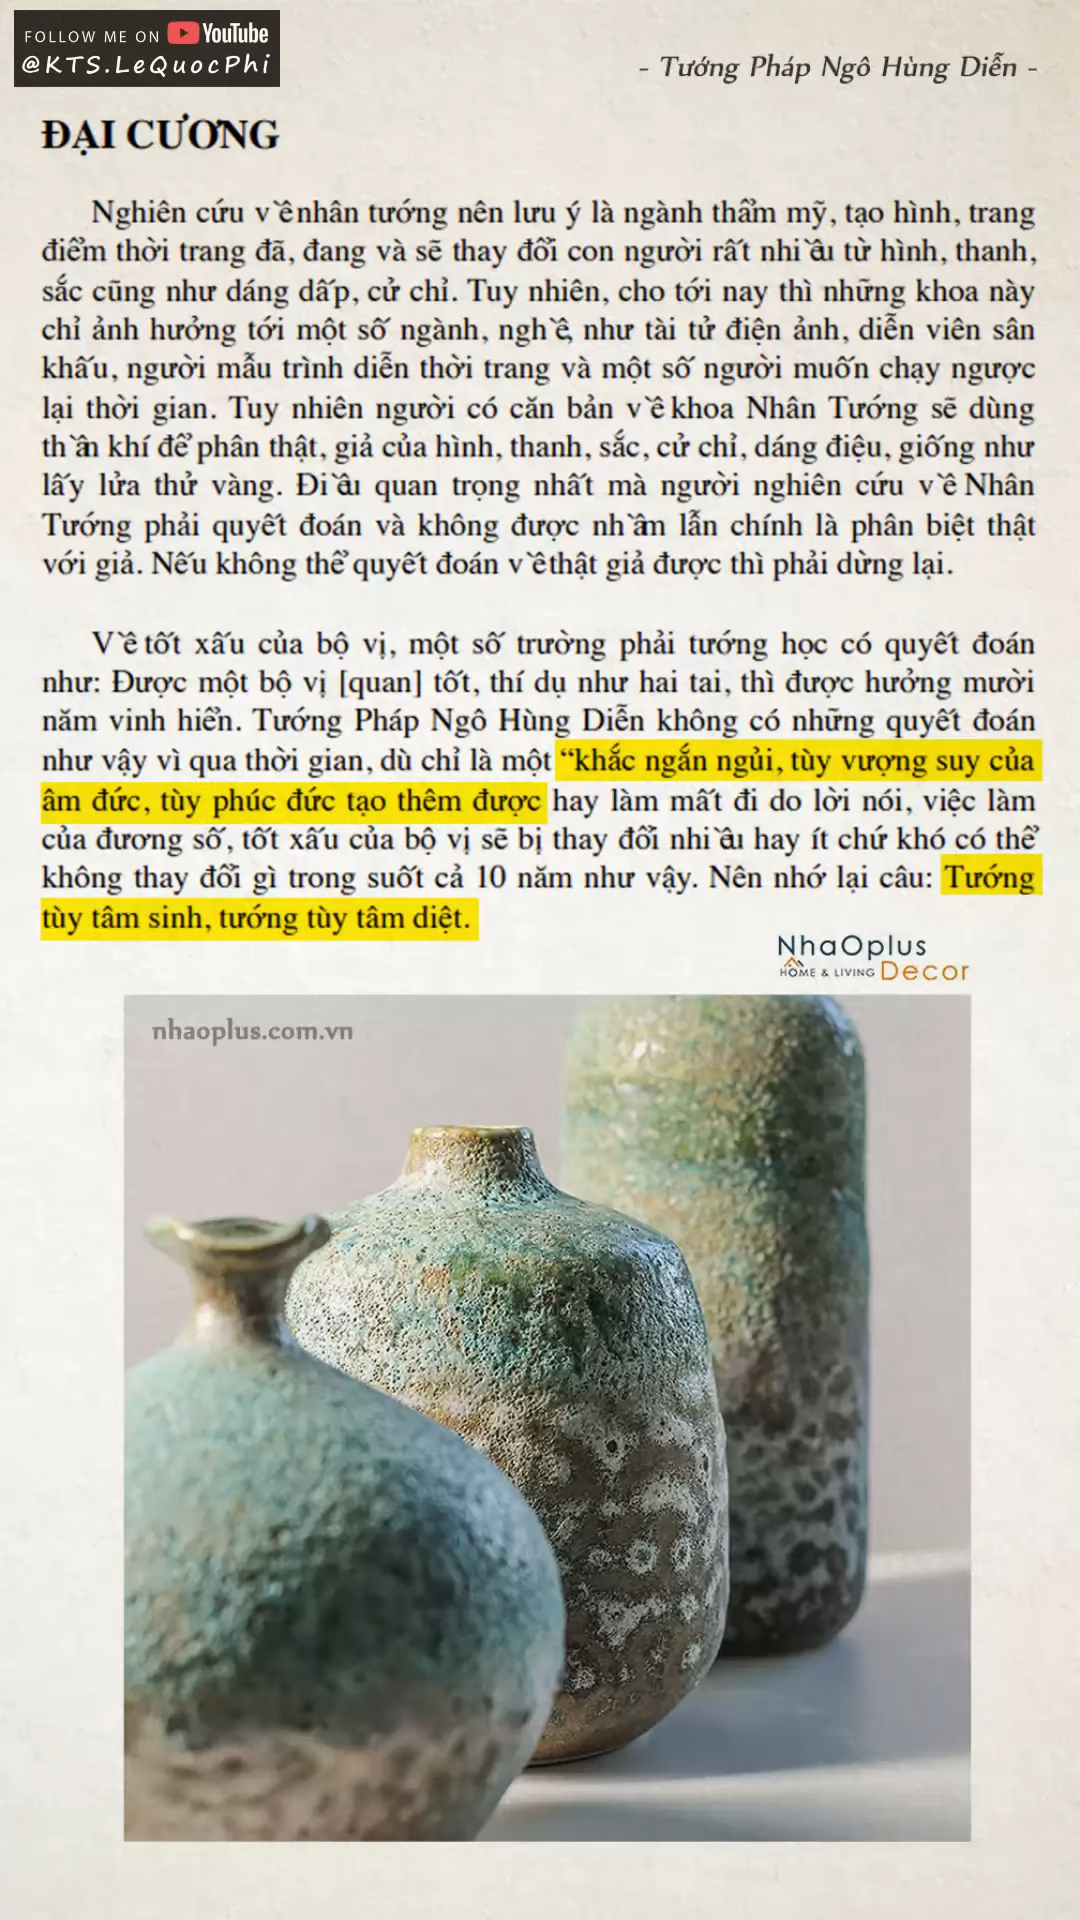 FOLLOW ME ON YouTube
@KTS.LeQuocPhi
- Tướng Pháp Ngô Hùng Diễn -
ĐẠI CƯƠNG
Nghiên cứu về nhân tướng nên lưu ý là ngành thẩm mỹ, tạo hình, trang
điểm thời trang đã, đang và sẽ thay đổi con người rất nhiều từ hình, thanh,
sắc cũng như dáng dấp, cử chỉ. Tuy nhiên, cho tới nay thì những khoa này
chỉ ảnh hưởng tới một số ngành, nghề, như tài tử điện ảnh, diễn viên sân
khấu, người mẫu trình diễn thời trang và một số người muốn chạy ngược
lại thời gian. Tuy nhiên người có căn bản về khoa Nhân Tướng sẽ dùng
thần khí để phân thật, giả của hình, thanh, sắc, cử chỉ, dáng điệu, giống như
lấy lửa thử vàng. Điều quan trọng nhất mà người nghiên cứu về Nhân
Tướng phải quyết đoán và không được nhầm lẫn chính là phân biệt thật
với giả. Nếu không thể quyết đoán về thật giả được thì phải dừng lại.
Về tốt xấu của bộ vị, một số trường phải tướng học có quyết đoán
như: Được một bộ vị [quan] tốt, thí dụ như hai tai, thì được hưởng mười
năm vinh hiển. Tướng Pháp Ngô Hùng Diễn không có những quyết đoán
như vậy vì qua thời gian, dù chỉ là một “khắc ngắn ngủi, tùy vượng suy của
âm đức, tùy phúc đức tạo thêm được hay làm mất đi do lời nói, việc làm
của đương số, tốt xấu của bộ vị sẽ bị thay đổi nhiều hay ít chứ khó có thể
không thay đổi gì trong suốt cả 10 năm như vậy. Nên nhớ lại câu: Tướng
tùy tâm sinh, tướng tùy tâm diệt.
NhaOplus
HOME & LIVING Decor
nhaoplus.com.vn